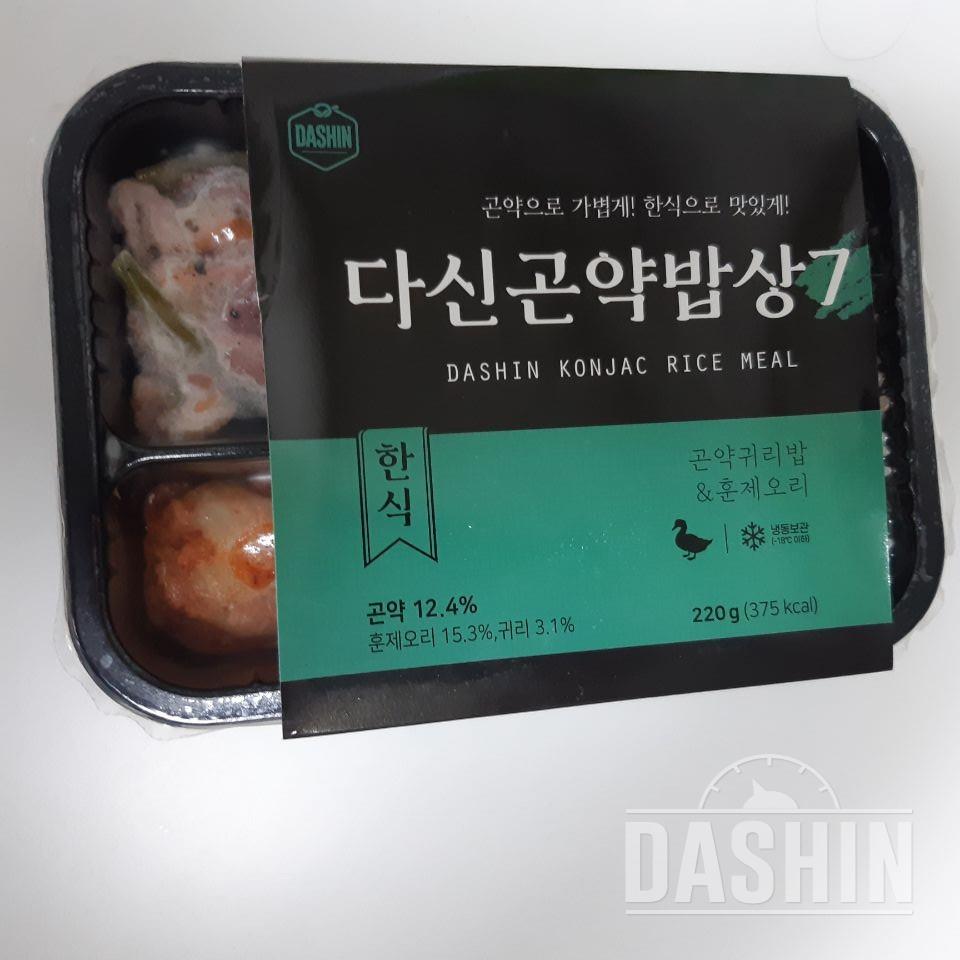 DASHIN
곤약으로 가볍게! 한식으로 맛있게!
다신곤약밥상7
DASHIN KONJAC RICE MEAL
한식
곤약귀리밥
&훈제오리
냉동보관
(-18℃ 이하)
곤약 12.4%
훈제오리 15.3%,귀리 3.1%
220g (375 kcal)
DASHIN